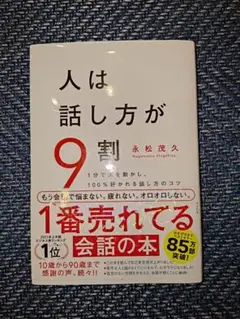 人は
話し方が
9割
永松茂久
Nagamatsu Shigehisa
1分で人を動かし、
100%好かれる話し方のコツ
もう会話で悩まない。疲れない。オロオロしない。
1番売れてる
会話の本
1位
85万
突破!
10歳から90歳まで
感謝の声、続々!!